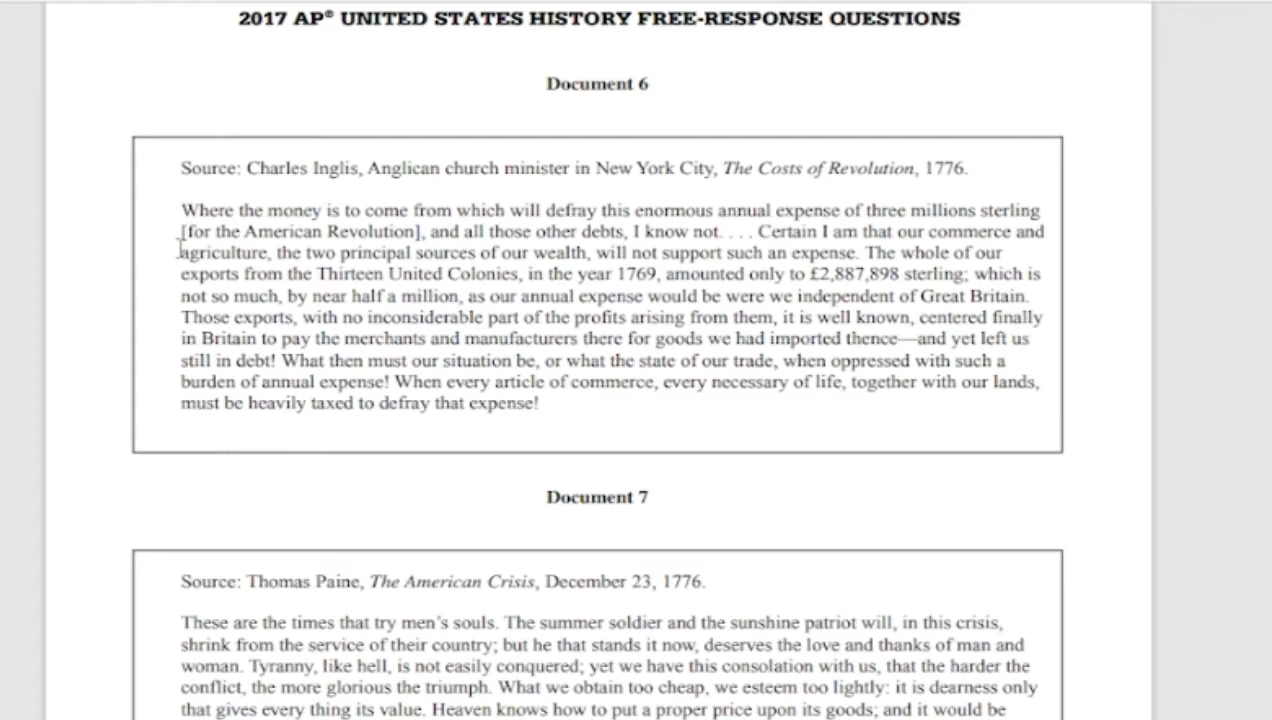 2017 AP® UNITED STATES HISTORY FREE-RESPONSE QUESTIONS
Document 6
Source: Charles Inglis, Anglican church minister in New York City, The Costs of Revolution, 1776.
Where the money is to come from which will defray this enormous annual expense of three millions sterling
[for the American Revolution], and all those other debts, I know not. . . . Certain I am that our commerce and
agriculture, the two principal sources of our wealth, will not support such an expense. The whole of our
exports from the Thirteen United Colonies, in the year 1769, amounted only to £2,887,898 sterling; which is
not so much, by near half a million, as our annual expense would be were we independent of Great Britain.
Those exports, with no inconsiderable part of the profits arising from them, it is well known, centered finally
in Britain to pay the merchants and manufacturers there for goods we had imported thence—and yet left us
still in debt! What then must our situation be, or what the state of our trade, when oppressed with such a
burden of annual expense! When every article of commerce, every necessary of life, together with our lands,
must be heavily taxed to defray that expense!
Document 7
Source: Thomas Paine, The American Crisis, December 23, 1776.
These are the times that try men's souls. The summer soldier and the sunshine patriot will, in this crisis,
shrink from the service of their country; but he that stands it now, deserves the love and thanks of man and
woman. Tyranny, like hell, is not easily conquered; yet we have this consolation with us, that the harder the
conflict, the more glorious the triumph. What we obtain too cheap, we esteem too lightly: it is dearness only
that gives every thing its value. Heaven knows how to put a proper price upon its goods; and it would be